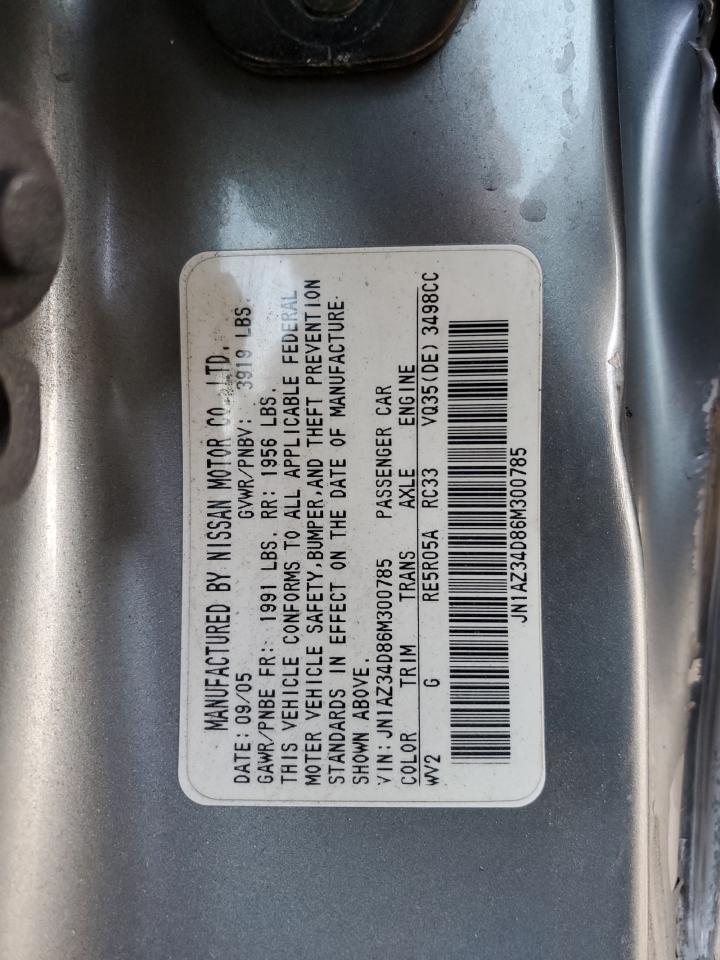 MANUFACTURED BY NISSAN MOTOR CO.,LTD.
DATE: 09/05 GVWR/PNBV: 3919 LBS.
GAWR/PNBE FR: 1991 LBS. RR: 1956 LBS.
THIS VEHICLE CONFORMS TO ALL APPLICABLE FEDERAL
MOTER VEHICLE SAFETY,BUMPER,AND THEFT PREVENTION
STANDARDS IN EFFECT ON THE DATE OF MANUFACTURE
SHOWN ABOVE.
VIN: JN1AZ34D86M300785 PASSENGER CAR
COLOR TRIM TRANS AXLE ENGINE
WV2 G RE5R05A RC33 VQ35(DE) 3498CC
JN1AZ34D86M300785